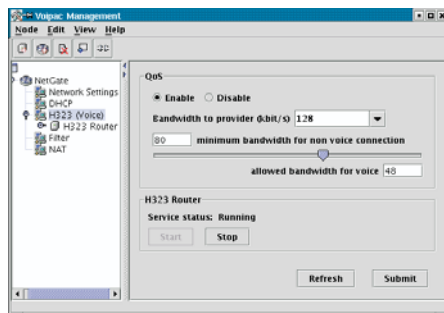 Voipac Management
Node Edit View Help
NetGate
Network Settings
DHCP
H323 (Voice)
H323 Router
Filter
NAT
QoS
Enable Disable
Bandwidth to provider (kbit/s) 128
80 minimum bandwidth for non voice connection
allowed bandwidth for voice 48
H323 Router
Service status: Running
Start Stop
Refresh Submit